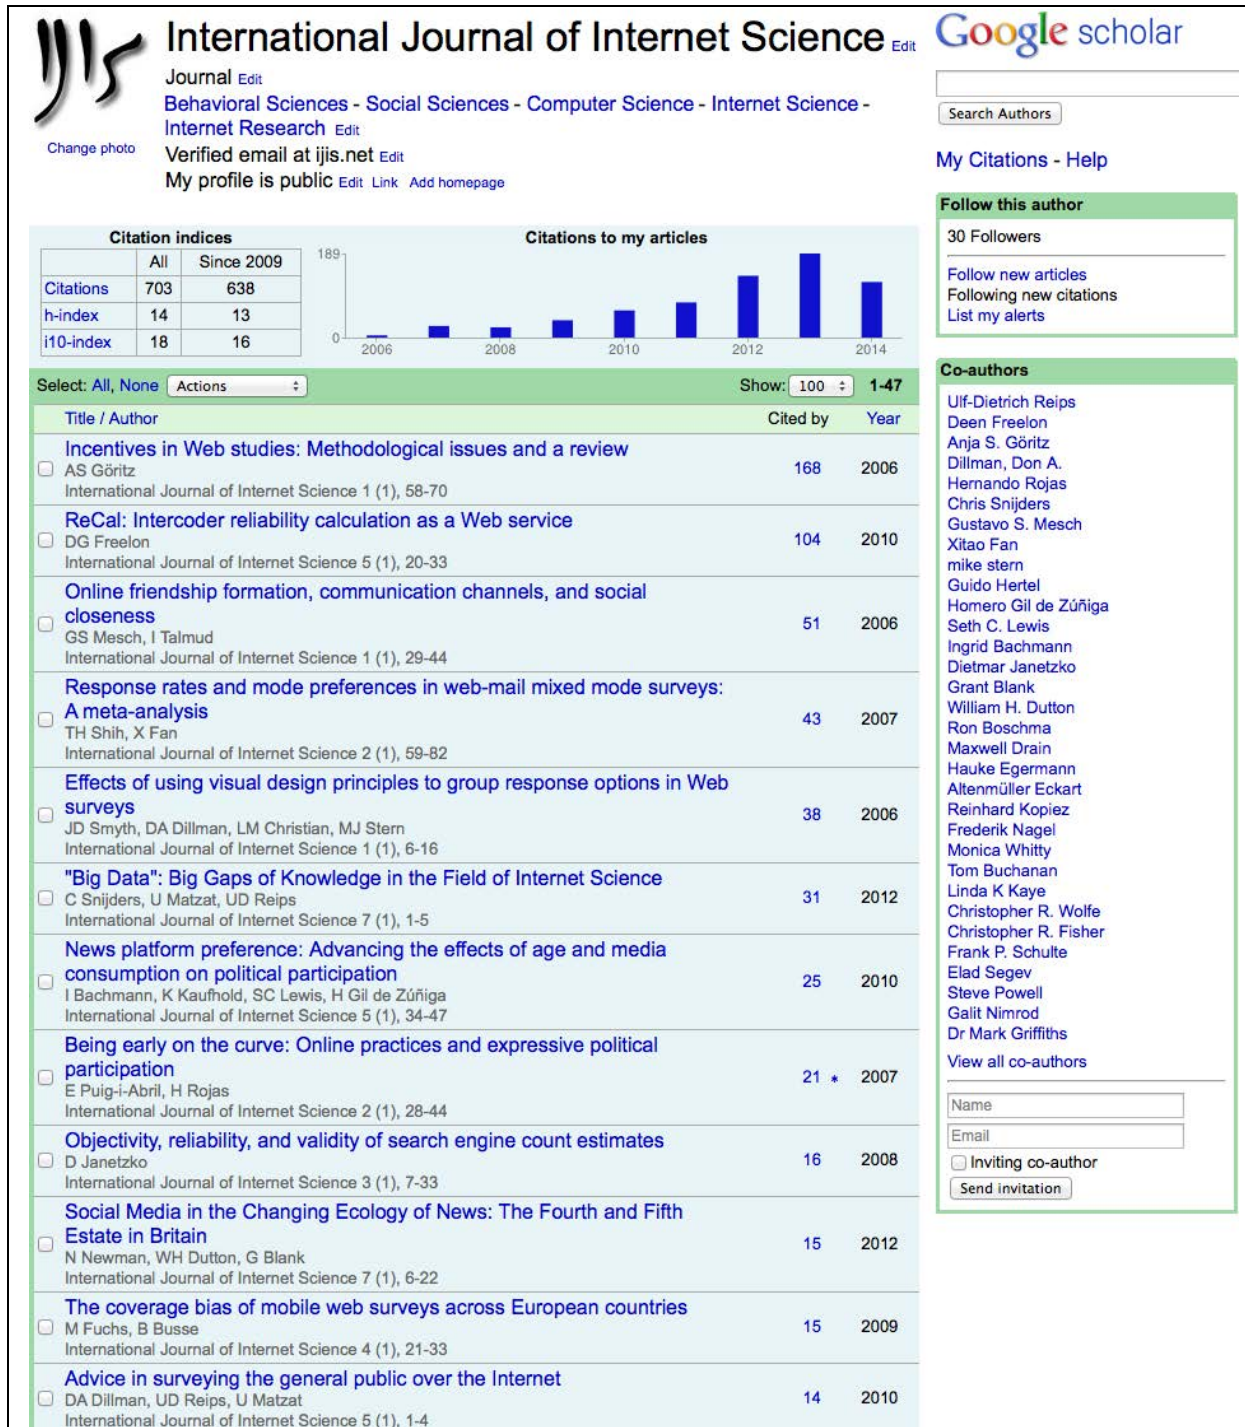 ijis
International Journal of Internet Science Edit
Journal Edit
Behavioral Sciences - Social Sciences - Computer Science - Internet Science -
Internet Research Edit
Change photo
Verified email at ijis.net Edit
My profile is public Edit Link Add homepage
Citation indices
All Since 2009
Citations 703 638
h-index 14 13
i10-index 18 16
Citations to my articles
189
0
2006 2008 2010 2012 2014
Select: All, None Actions Show: 100 1-47
Title / Author Cited by Year
Incentives in Web studies: Methodological issues and a review
AS Göritz 168 2006
International Journal of Internet Science 1 (1), 58-70
ReCal: Intercoder reliability calculation as a Web service
DG Freelon 104 2010
International Journal of Internet Science 5 (1), 20-33
Online friendship formation, communication channels, and social
closeness 51 2006
GS Mesch, I Talmud
International Journal of Internet Science 1 (1), 29-44
Response rates and mode preferences in web-mail mixed mode surveys:
A meta-analysis 43 2007
TH Shih, X Fan
International Journal of Internet Science 2 (1), 59-82
Effects of using visual design principles to group response options in Web
surveys 38 2006
JD Smyth, DA Dillman, LM Christian, MJ Stern
International Journal of Internet Science 1 (1), 6-16
"Big Data": Big Gaps of Knowledge in the Field of Internet Science
C Snijders, U Matzat, UD Reips 31 2012
International Journal of Internet Science 7 (1), 1-5
News platform preference: Advancing the effects of age and media
consumption on political participation 25 2010
I Bachmann, K Kaufhold, SC Lewis, H Gil de Zúñiga
International Journal of Internet Science 5 (1), 34-47
Being early on the curve: Online practices and expressive political
participation 21 * 2007
E Puig-i-Abril, H Rojas
International Journal of Internet Science 2 (1), 28-44
Objectivity, reliability, and validity of search engine count estimates
D Janetzko 16 2008
International Journal of Internet Science 3 (1), 7-33
Social Media in the Changing Ecology of News: The Fourth and Fifth
Estate in Britain 15 2012
N Newman, WH Dutton, G Blank
International Journal of Internet Science 7 (1), 6-22
The coverage bias of mobile web surveys across European countries
M Fuchs, B Busse 15 2009
International Journal of Internet Science 4 (1), 21-33
Advice in surveying the general public over the Internet
DA Dillman, UD Reips, U Matzat 14 2010
International Journal of Internet Science 5 (1), 1-4
Google scholar
Search Authors
My Citations - Help
Follow this author
30 Followers
Follow new articles
Following new citations
List my alerts
Co-authors
Ulf-Dietrich Reips
Deen Freelon
Anja S. Göritz
Dillman, Don A.
Hernando Rojas
Chris Snijders
Gustavo S. Mesch
Xitao Fan
mike stern
Guido Hertel
Homero Gil de Zúñiga
Seth C. Lewis
Ingrid Bachmann
Dietmar Janetzko
Grant Blank
William H. Dutton
Ron Boschma
Maxwell Drain
Hauke Egermann
Altenmüller Eckart
Reinhard Kopiez
Frederik Nagel
Monica Whitty
Tom Buchanan
Linda K Kaye
Christopher R. Wolfe
Christopher R. Fisher
Frank P. Schulte
Elad Segev
Steve Powell
Galit Nimrod
Dr Mark Griffiths
View all co-authors
Name
Email
Inviting co-author
Send invitation